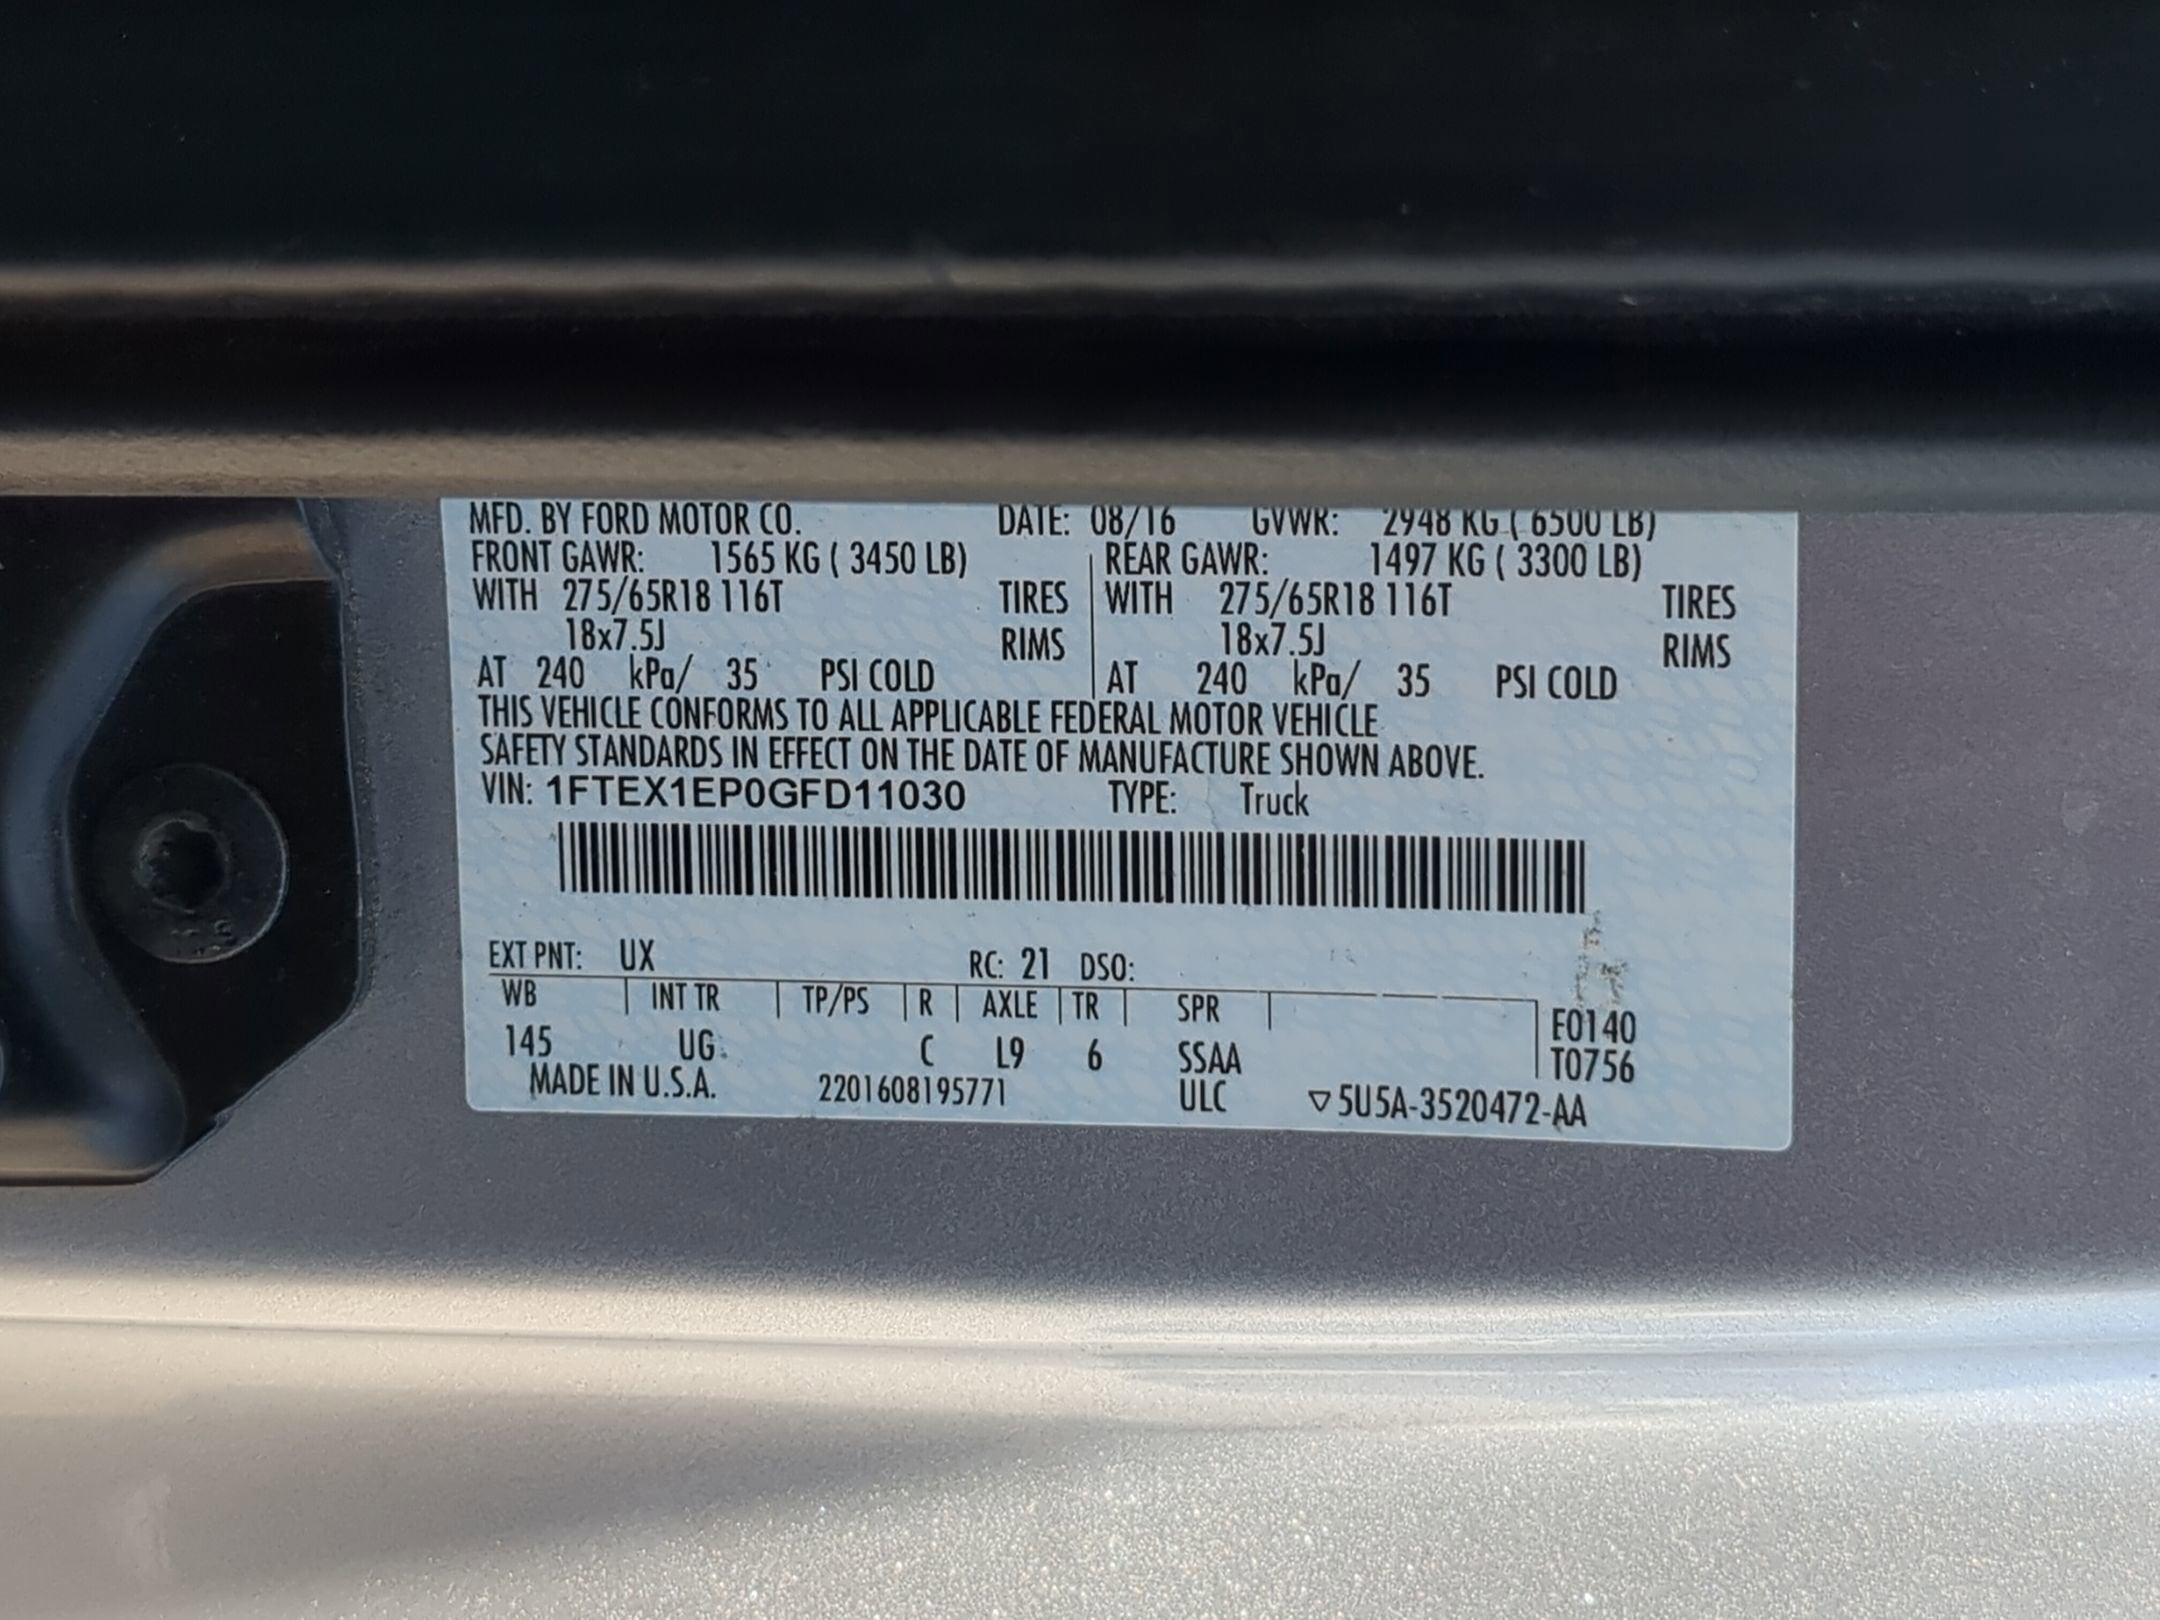 MFD. BY FORD MOTOR CO. DATE: 08/16 GVWR: 2948 KG ( 6500 LB)
FRONT GAWR: 1565 KG ( 3450 LB) REAR GAWR: 1497 KG ( 3300 LB)
WITH 275/65R18 116T TIRES WITH 275/65R18 116T TIRES
18x7.5J RIMS 18x7.5J RIMS
AT 240 kPa/ 35 PSI COLD AT 240 kPa/ 35 PSI COLD
THIS VEHICLE CONFORMS TO ALL APPLICABLE FEDERAL MOTOR VEHICLE
SAFETY STANDARDS IN EFFECT ON THE DATE OF MANUFACTURE SHOWN ABOVE.
VIN: 1FTEX1EP0GFD11030 TYPE: Truck
EXT PNT: UX RC: 21 DSO:
WB INT TR TP/PS R AXLE TR SPR F0140
145 UG C L9 6 SSAA T0756
MADE IN U.S.A. 2201608195771 ULC ▽5U5A-3520472-AA